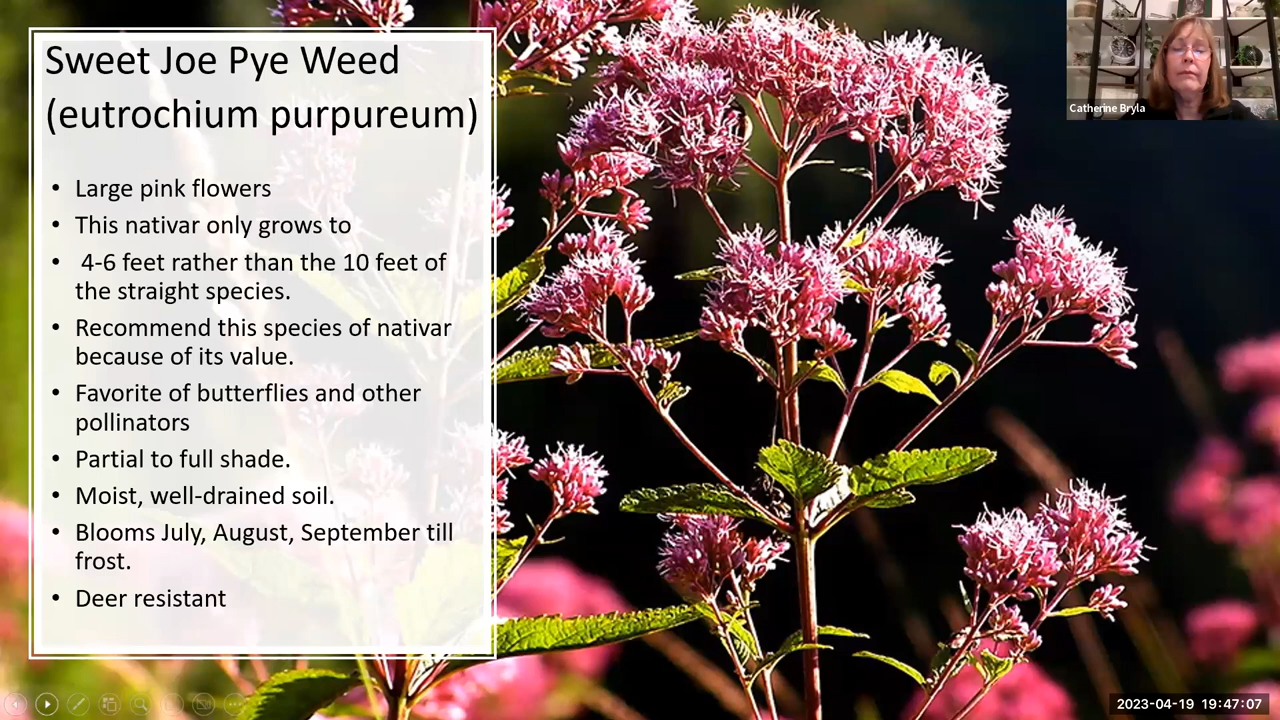 Sweet Joe Pye Weed
(eutrochium purpureum)
• Large pink flowers
• This nativar only grows to
• 4-6 feet rather than the 10 feet of
the straight species.
• Recommend this species of nativar
because of its value.
• Favorite of butterflies and other
pollinators
• Partial to full shade.
• Moist, well-drained soil.
• Blooms July, August, September till
frost.
• Deer resistant
Catherine Bryla
2023-04-19 19:47:07